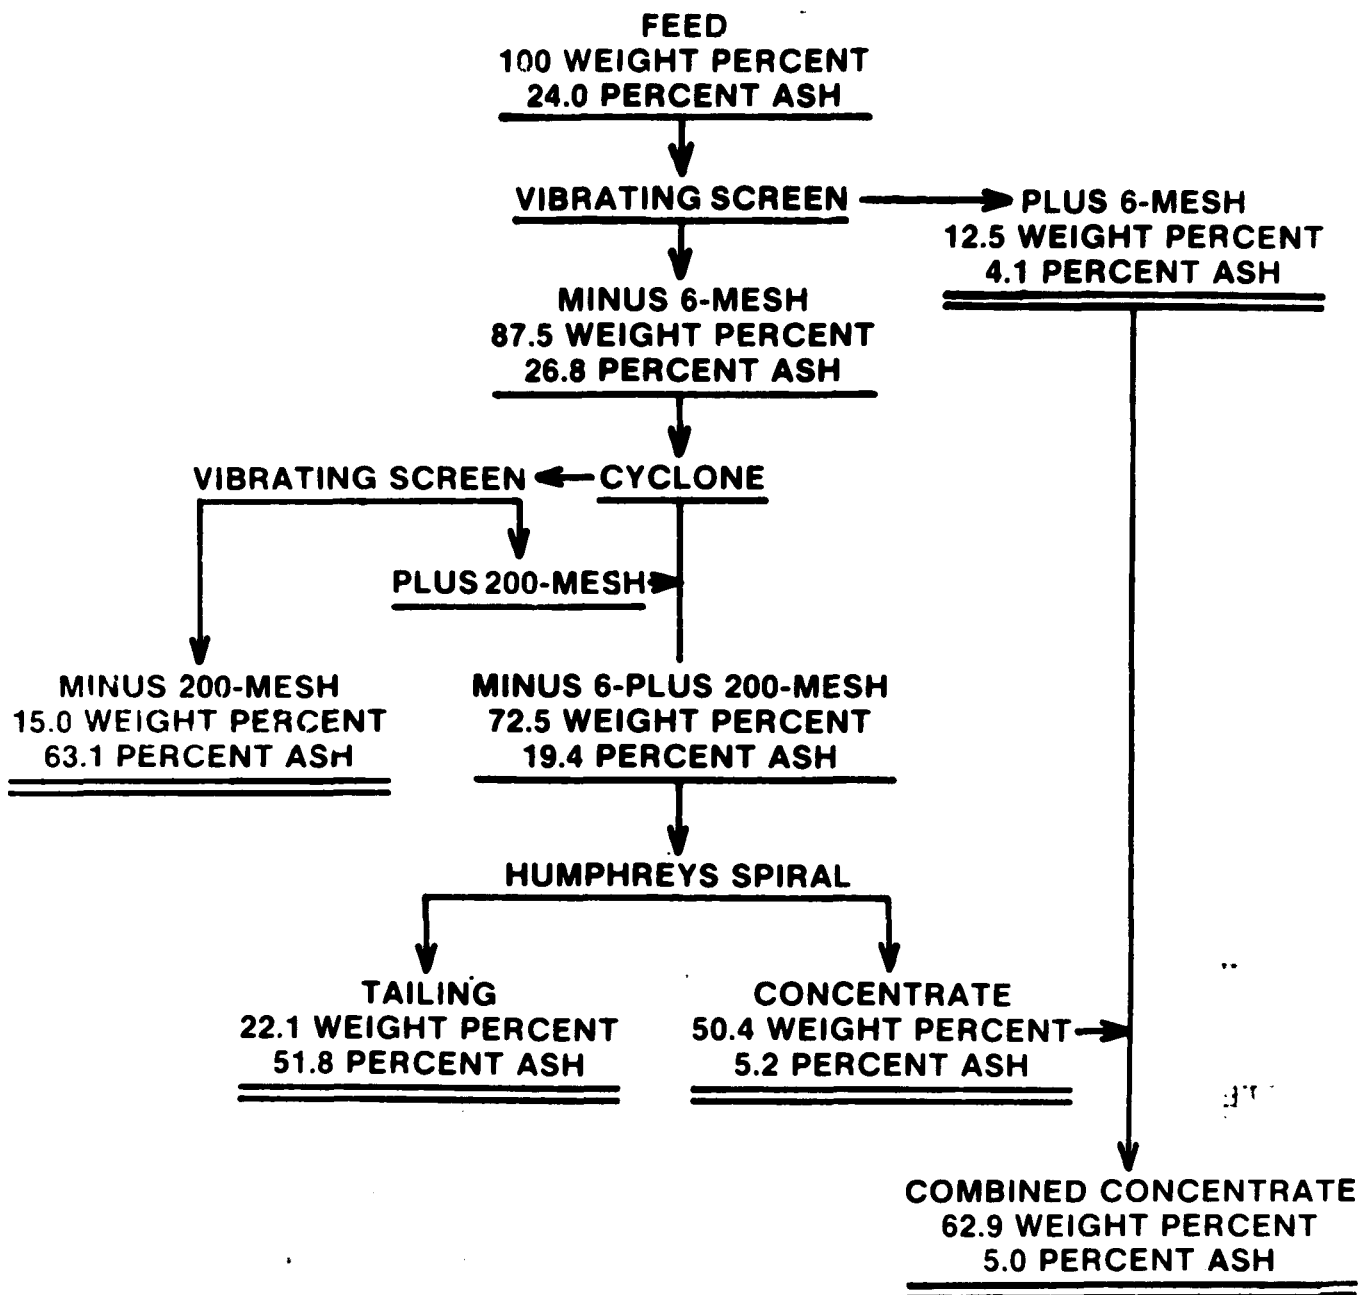 FEED
100 WEIGHT PERCENT
24.0 PERCENT ASH
VIBRATING SCREEN
PLUS 6-MESH
12.5 WEIGHT PERCENT
4.1 PERCENT ASH
MINUS 6-MESH
87.5 WEIGHT PERCENT
26.8 PERCENT ASH
VIBRATING SCREEN
CYCLONE
PLUS 200-MESH
MINUS 200-MESH
15.0 WEIGHT PERCENT
63.1 PERCENT ASH
MINUS 6-PLUS 200-MESH
72.5 WEIGHT PERCENT
19.4 PERCENT ASH
HUMPHREYS SPIRAL
TAILING
22.1 WEIGHT PERCENT
51.8 PERCENT ASH
CONCENTRATE
50.4 WEIGHT PERCENT
5.2 PERCENT ASH
COMBINED CONCENTRATE
62.9 WEIGHT PERCENT
5.0 PERCENT ASH